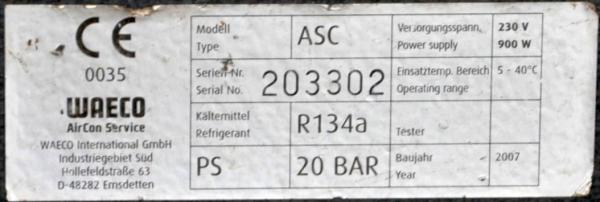 CE
0035
WAECO
AirCon Service
WAECO International GmbH
Industriegebiet Süd
Hollefeldstraße 63
D-48282 Emsdetten
Modell
Type
ASC
Versorgungsspann.
Power supply
230 V
900 W
Serien-Nr.
Serial No.
203302
Einsatztemp. Bereich
Operating range
5 - 40°C
Kältemittel
Refrigerant
R134a
Tester
PS
20 BAR
Baujahr
Year
2007